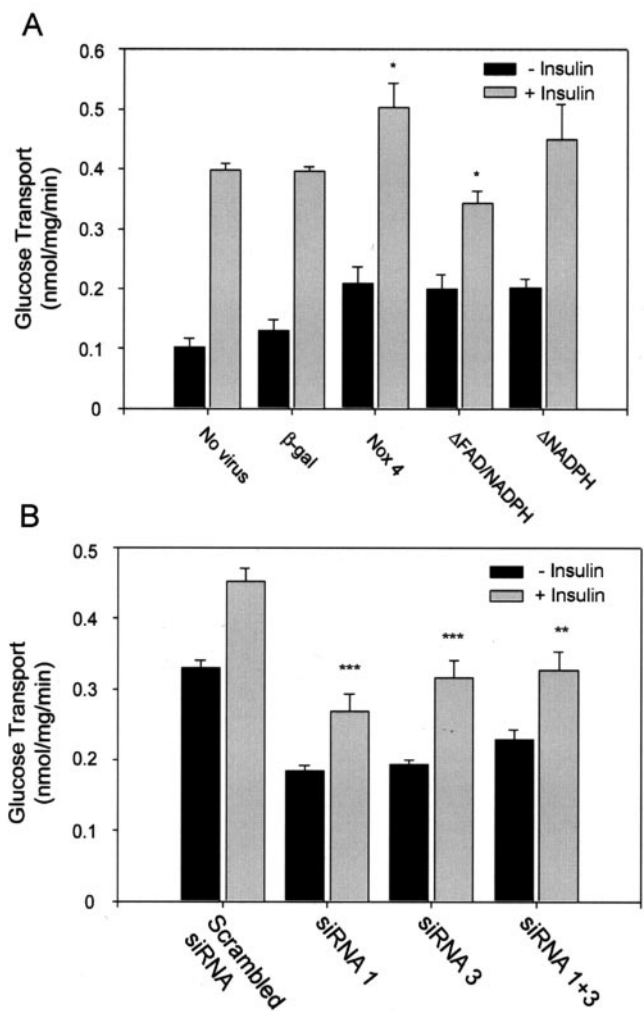 A
Glucose Transport
(nmol/mg/min)
0.6
0.5
0.4
0.3
0.2
0.1
0
- Insulin
+ Insulin
*
*
No virus
β-gal
Nox 4
ΔFAD/NADPH
ΔNADPH
B
Glucose Transport
(nmol/mg/min)
0.5
0.4
0.3
0.2
0.1
0
- Insulin
+ Insulin
***
***
**
Scrambled
siRNA
siRNA 1
siRNA 3
siRNA 1+3